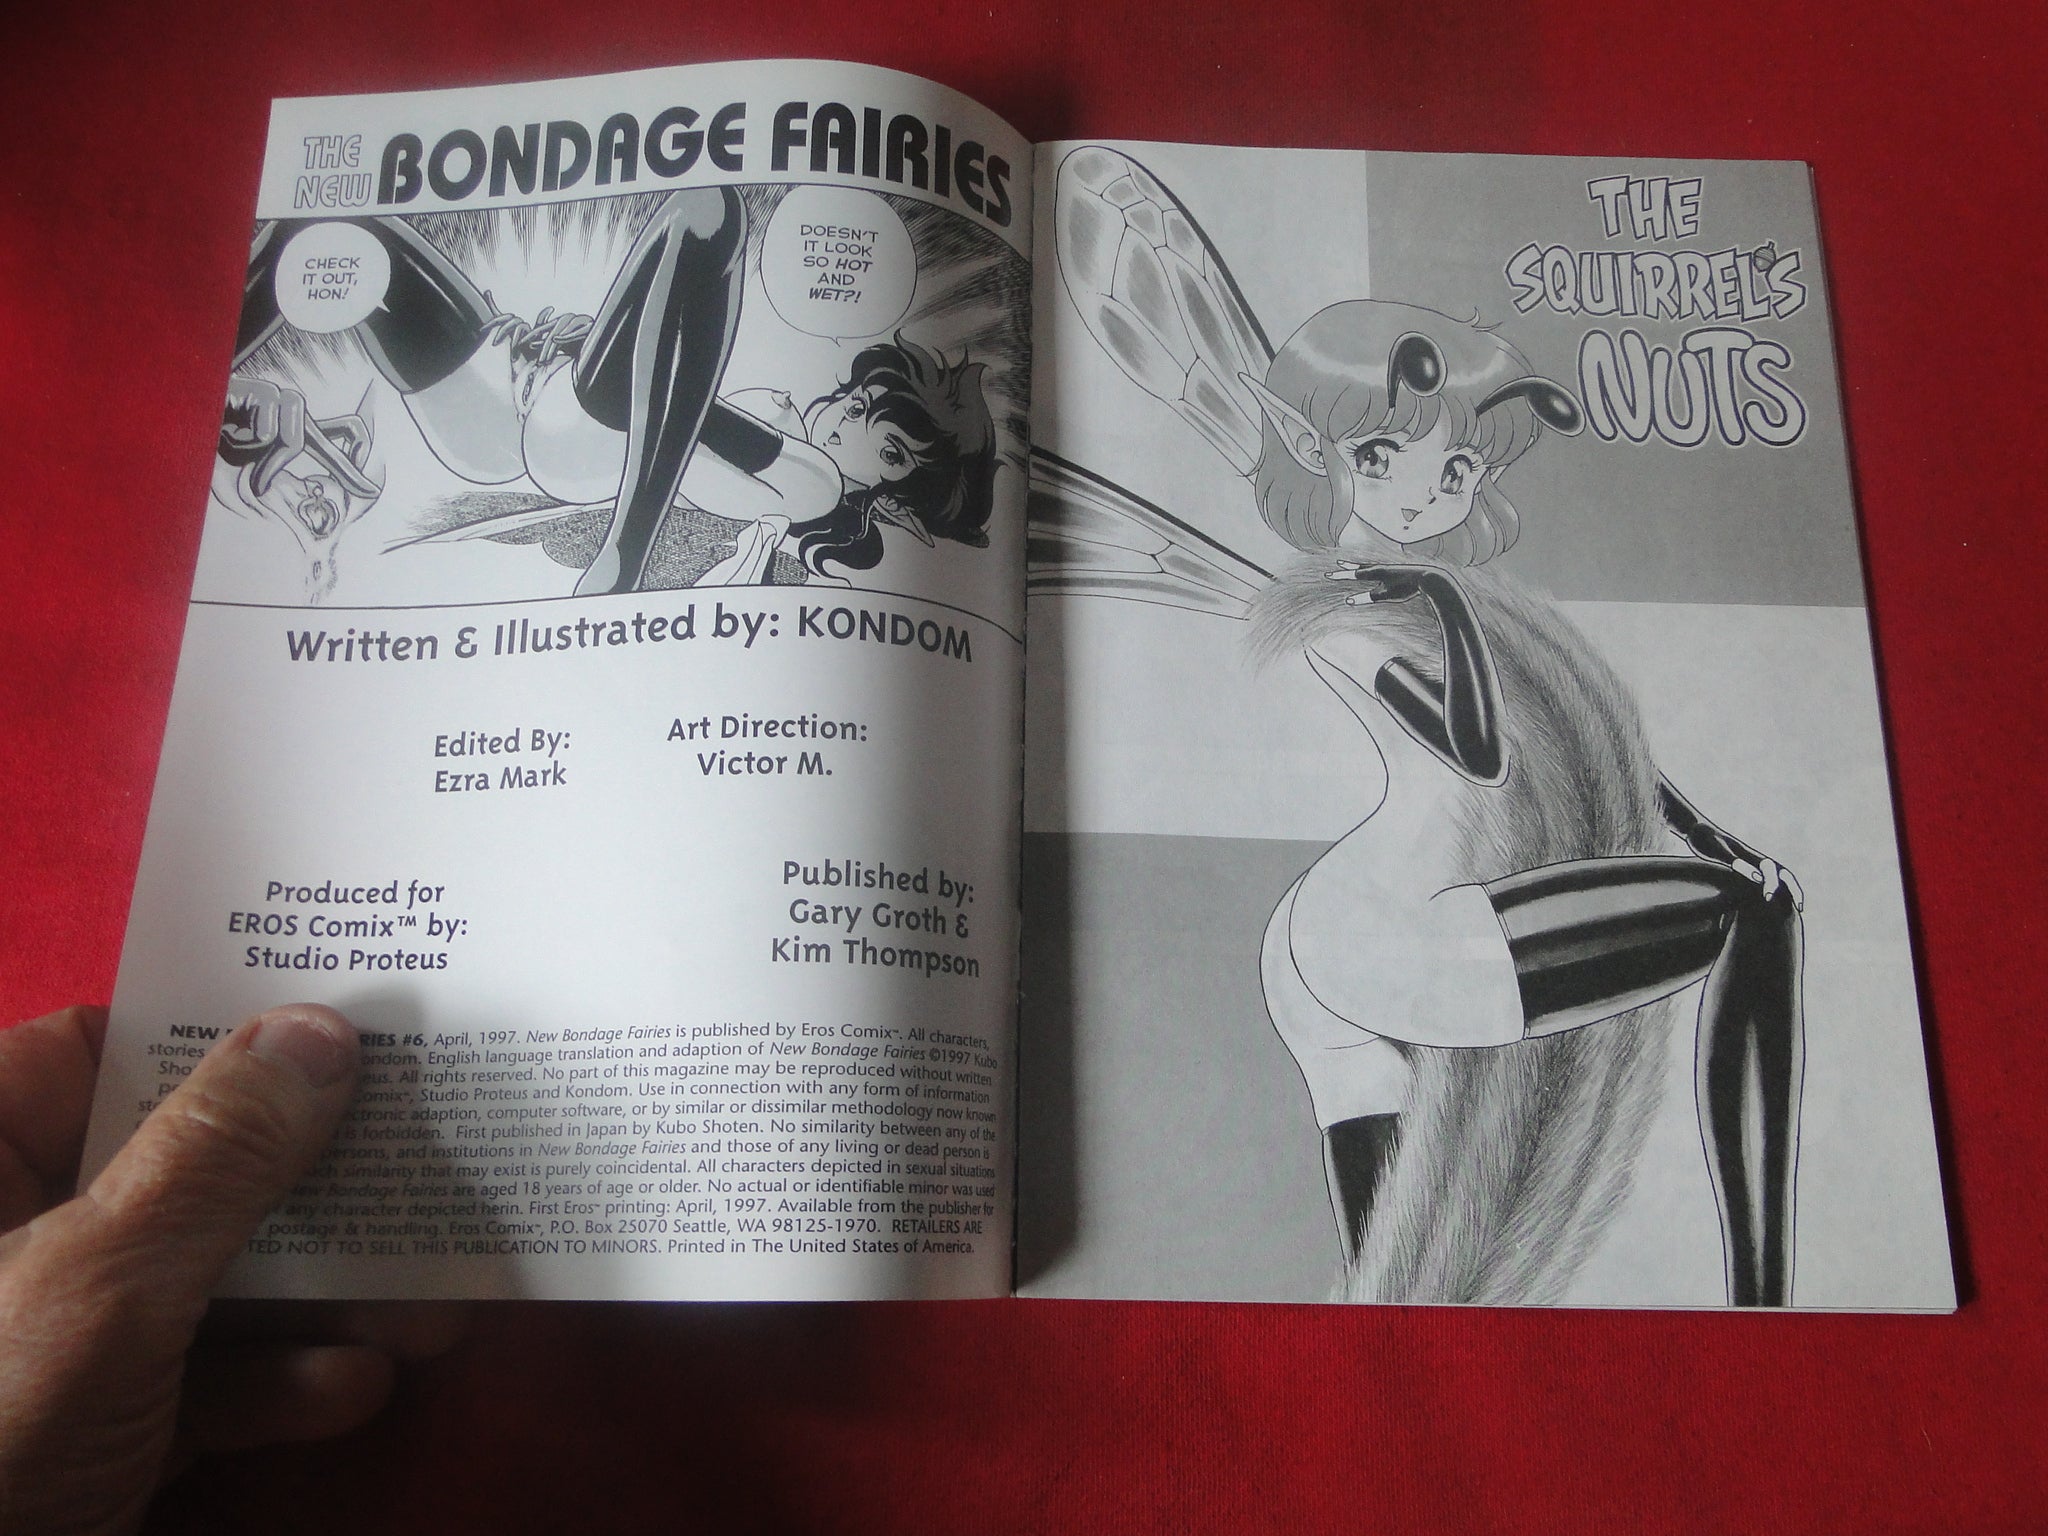 THE
NEW
BONDAGE FAIRIES
CHECK
IT OUT,
HON!
DOESN'T
IT LOOK
SO HOT
AND
WET?!
Written & Illustrated by: KONDOM
Edited By:
Ezra Mark
Art Direction:
Victor M.
Produced for
EROS Comix™ by:
Studio Proteus
Published by:
Gary Groth &
Kim Thompson
NEW #6, April, 1997. New Bondage Fairies is published by Eros Comix™. All characters,
stories English language translation and adaption of New Bondage Fairies ©1997 Kubo
All rights reserved. No part of this magazine may be reproduced without written
Studio Proteus and Kondom. Use in connection with any form of information
adaption, computer software, or by similar or dissimilar methodology now known
is forbidden. First published in Japan by Kubo Shoten. No similarity between any of the
persons, and institutions in New Bondage Fairies and those of any living or dead person is
similarity that may exist is purely coincidental. All characters depicted in sexual situations
Bondage Fairies are aged 18 years of age or older. No actual or identifiable minor was used
any character depicted herin. First Eros™ printing: April, 1997. Available from the publisher for
postage & handling. Eros Comix™, P.O. Box 25070 Seattle, WA 98125-1970. RETAILERS ARE
NOT TO SELL THIS PUBLICATION TO MINORS. Printed in The United States of America.
THE
SQUIRREL'S
NUTS